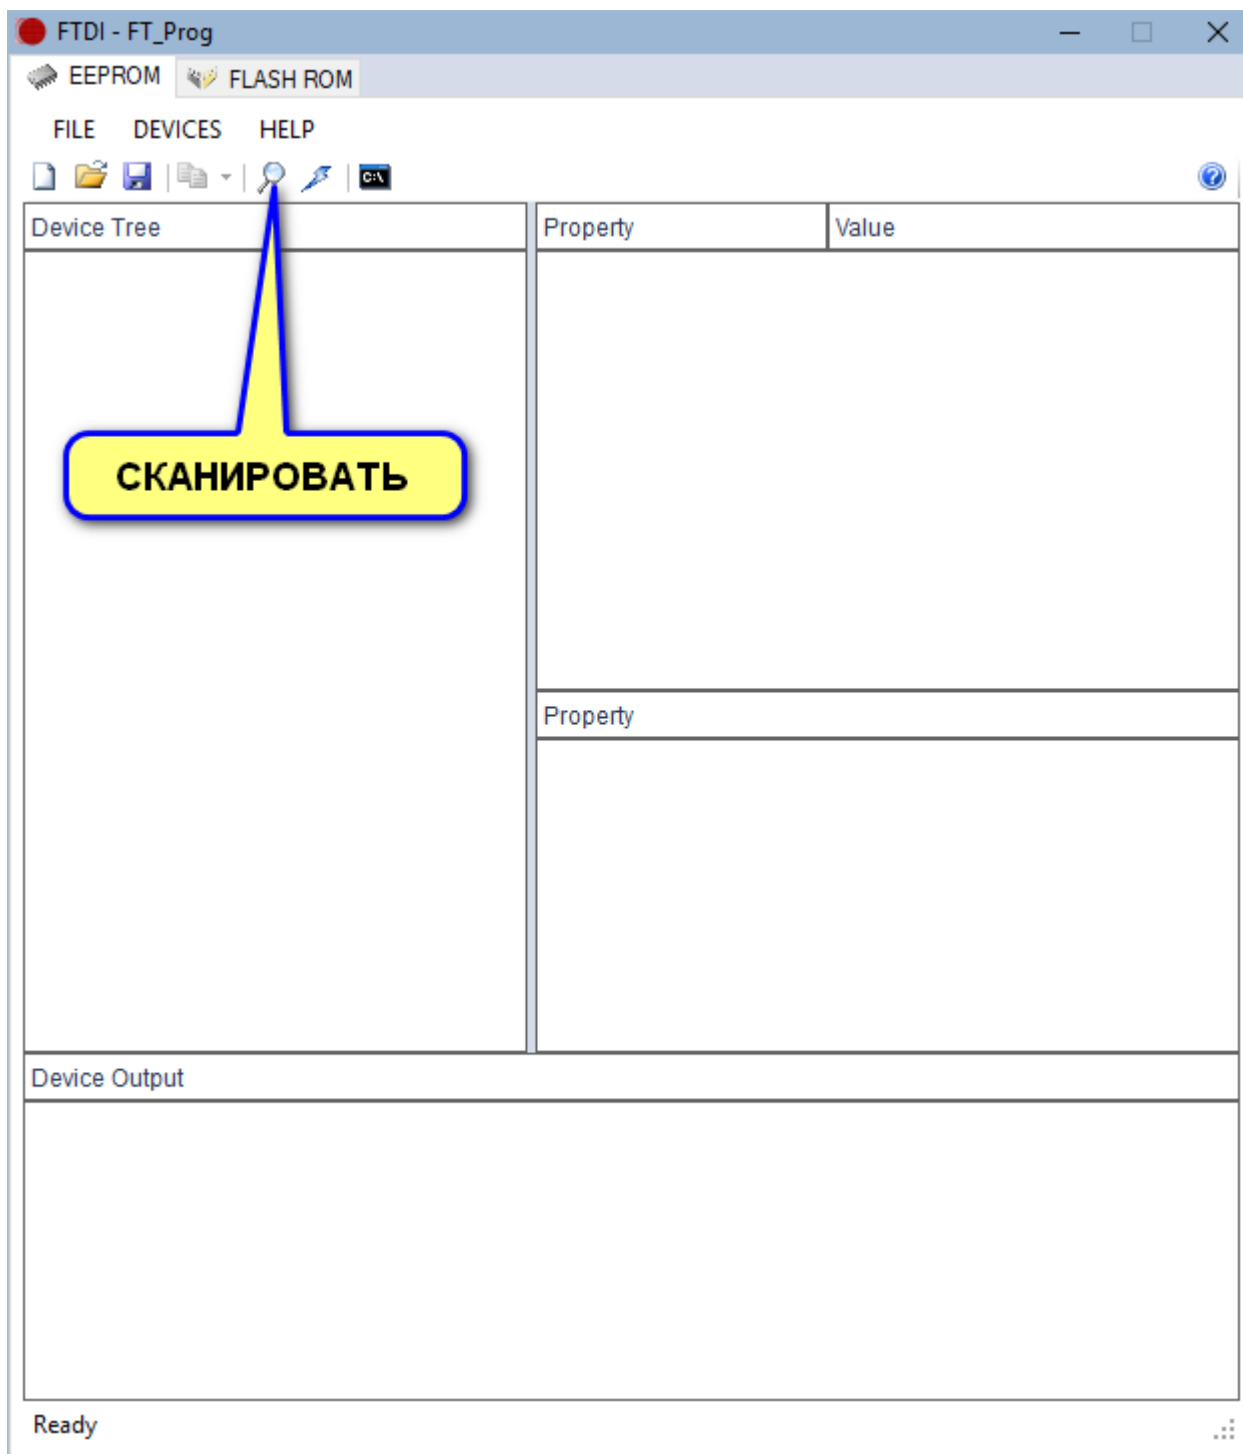 FTDI - FT_Prog
EEPROM FLASH ROM
FILE DEVICES HELP
C:\
Device Tree Property Value
СКАНИРОВАТЬ
Property
Device Output
Ready